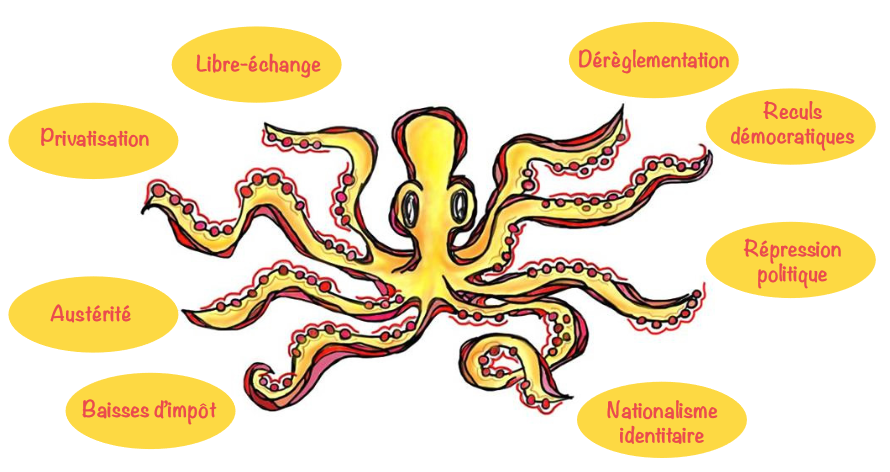 Libre-échange
Dérèglementation
Privatisation
Reculs
démocratiques
Répression
politique
Austérité
Baisses d'impôt
Nationalisme
identitaire